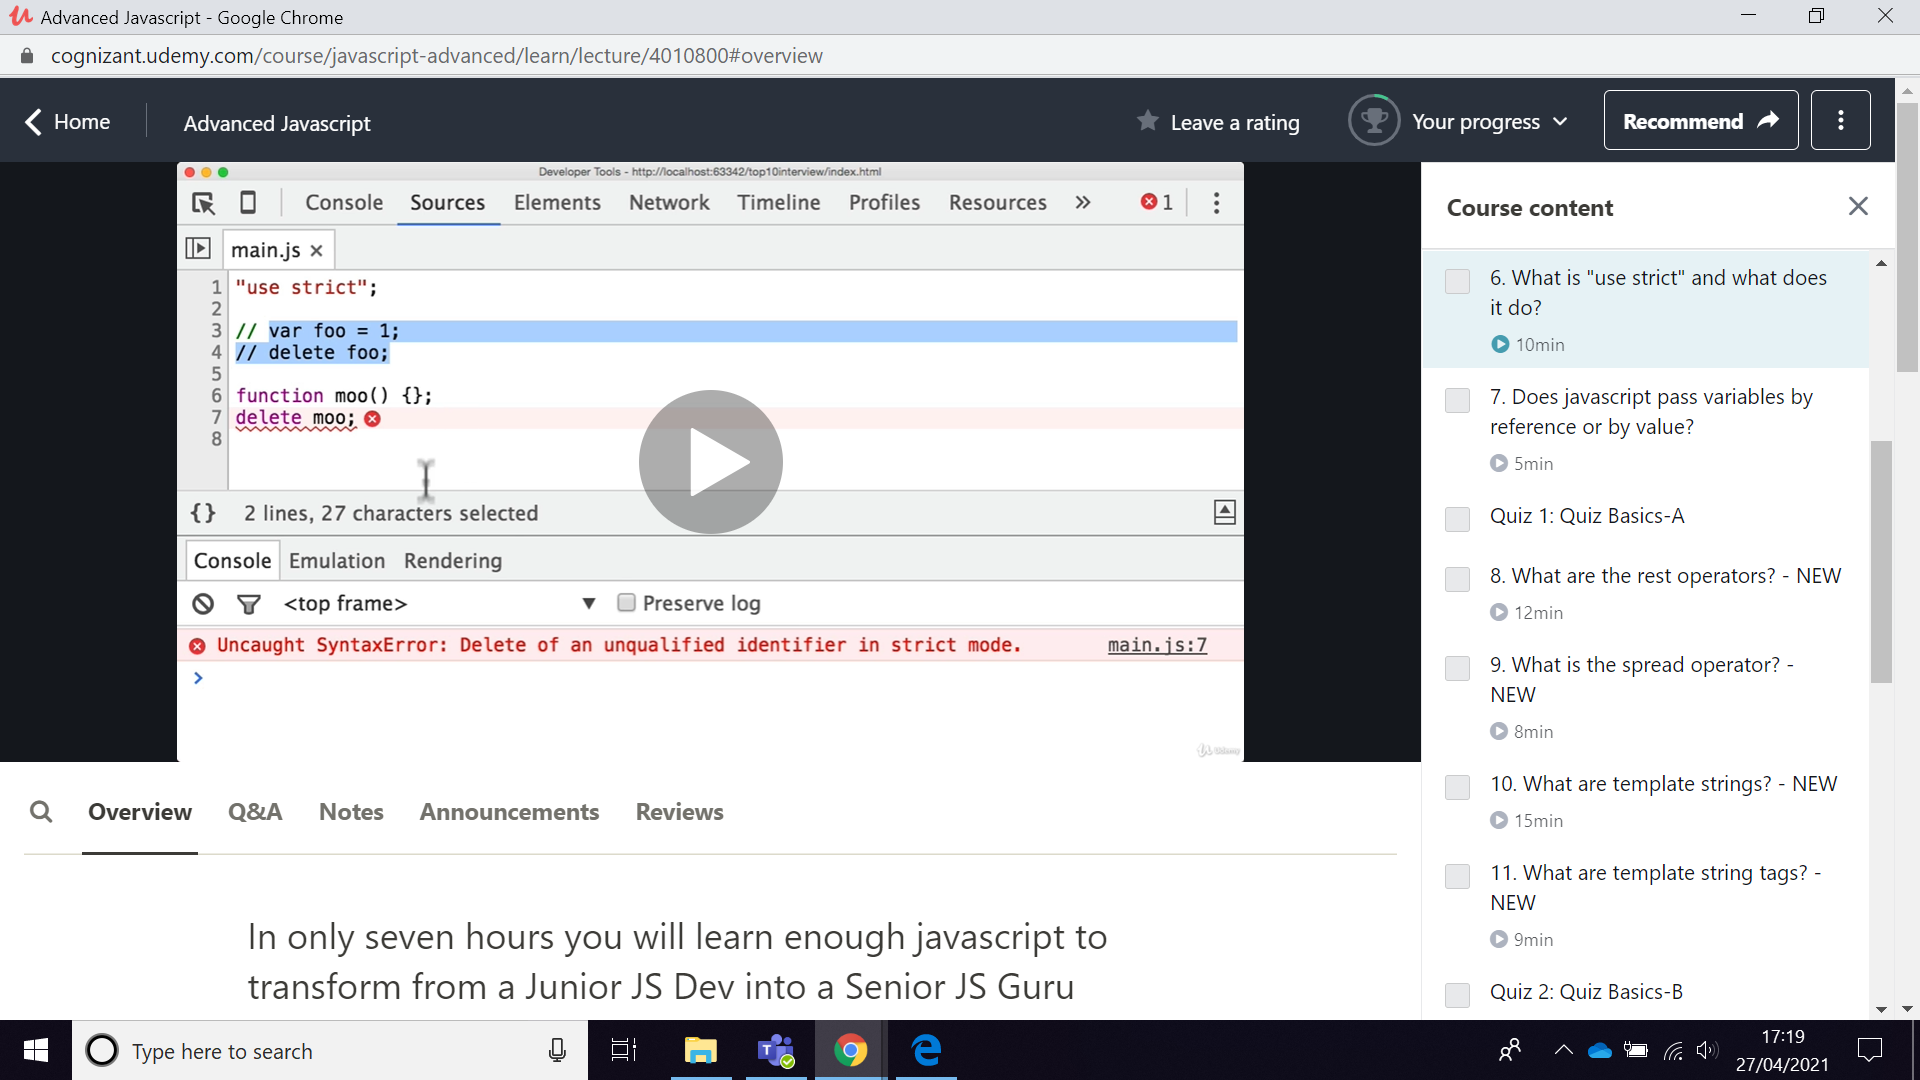 Advanced Javascript - Google Chrome
cognizant.udemy.com/course/javascript-advanced/learn/lecture/4010800#overview
Home
Advanced Javascript
Leave a rating
Your progress
Recommend
Developer Tools - http://localhost:63342/top10interview/index.html
Console Sources Elements Network Timeline Profiles Resources » 1
main.js ×
1 "use strict";
2
3 // var foo = 1;
4 // delete foo;
5
6 function moo() {};
7 delete moo;
8
{} 2 lines, 27 characters selected
Console Emulation Rendering
<top frame> ▼ Preserve log
Uncaught SyntaxError: Delete of an unqualified identifier in strict mode. main.js:7
>
Udemy
Course content
6. What is "use strict" and what does
it do?
10min
7. Does javascript pass variables by
reference or by value?
5min
Quiz 1: Quiz Basics-A
8. What are the rest operators? - NEW
12min
9. What is the spread operator? -
NEW
8min
10. What are template strings? - NEW
15min
11. What are template string tags? -
NEW
9min
Quiz 2: Quiz Basics-B
Overview Q&A Notes Announcements Reviews
In only seven hours you will learn enough javascript to
transform from a Junior JS Dev into a Senior JS Guru
Type here to search
17:19
27/04/2021